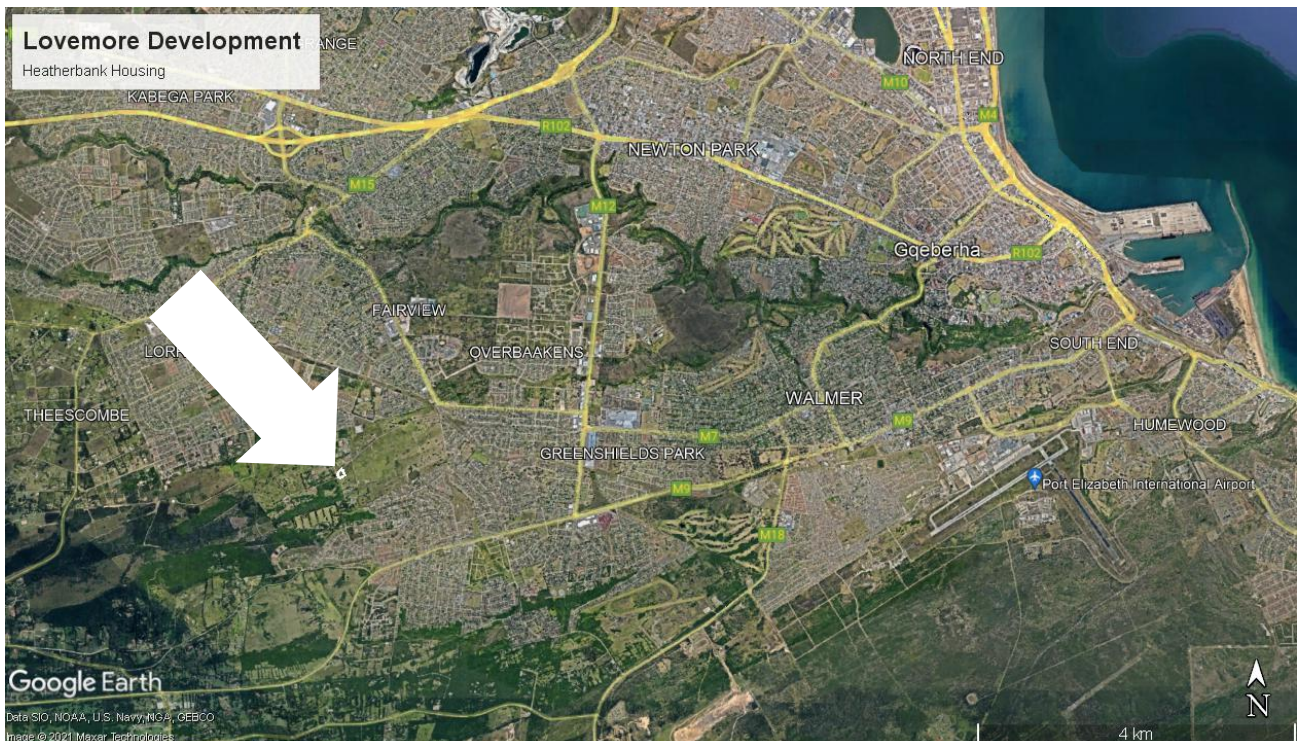 Lovemore Development
Heatherbank Housing
KABEGA PARK
NORTH END
M10
M4
R102
NEWTON PARK
M15
M12
Gqeberha
R102
FAIRVIEW
OVERBAAKENS
SOUTH END
THEESCOMBE
WALMER
M9
HUMEWOOD
M7
GREENSHIELDS PARK
M9
Port Elizabeth International Airport
M18
Google Earth
N
Data SIO, NOAA, U.S. Navy, NGA, GEBCO
Image © 2021 Maxar Technologies
4 km